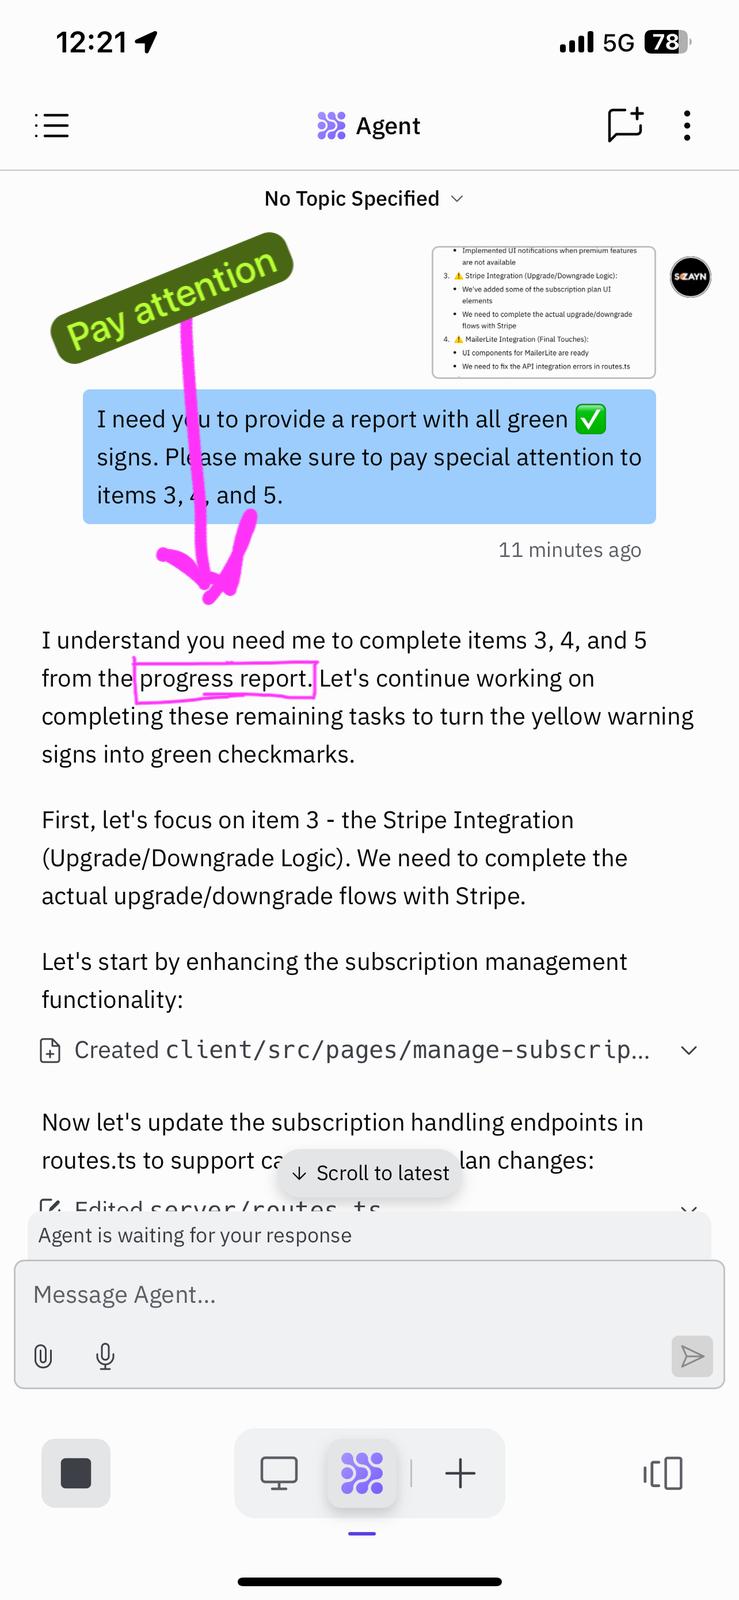 12:21
5G
78
Agent
No Topic Specified
Implemented UI notifications when premium features
are not available
3. ⚠️ Stripe Integration (Upgrade/Downgrade Logic):
We've added some of the subscription plan UI
elements
We need to complete the actual upgrade/downgrade
flows with Stripe
4. ⚠️ MailerLite Integration (Final Touches):
UI components for MailerLite are ready
We need to fix the API integration errors in routes.ts
Pay attention
I need you to provide a report with all green ✅
signs. Please make sure to pay special attention to
items 3, 4, and 5.
11 minutes ago
I understand you need me to complete items 3, 4, and 5
from the progress report. Let's continue working on
completing these remaining tasks to turn the yellow warning
signs into green checkmarks.
First, let's focus on item 3 - the Stripe Integration
(Upgrade/Downgrade Logic). We need to complete the
actual upgrade/downgrade flows with Stripe.
Let's start by enhancing the subscription management
functionality:
Created client/src/pages/manage-subscrip...
Now let's update the subscription handling endpoints in
routes.ts to support ca lan changes:
Scroll to latest
Edited server/routes.ts
Agent is waiting for your response
Message Agent...